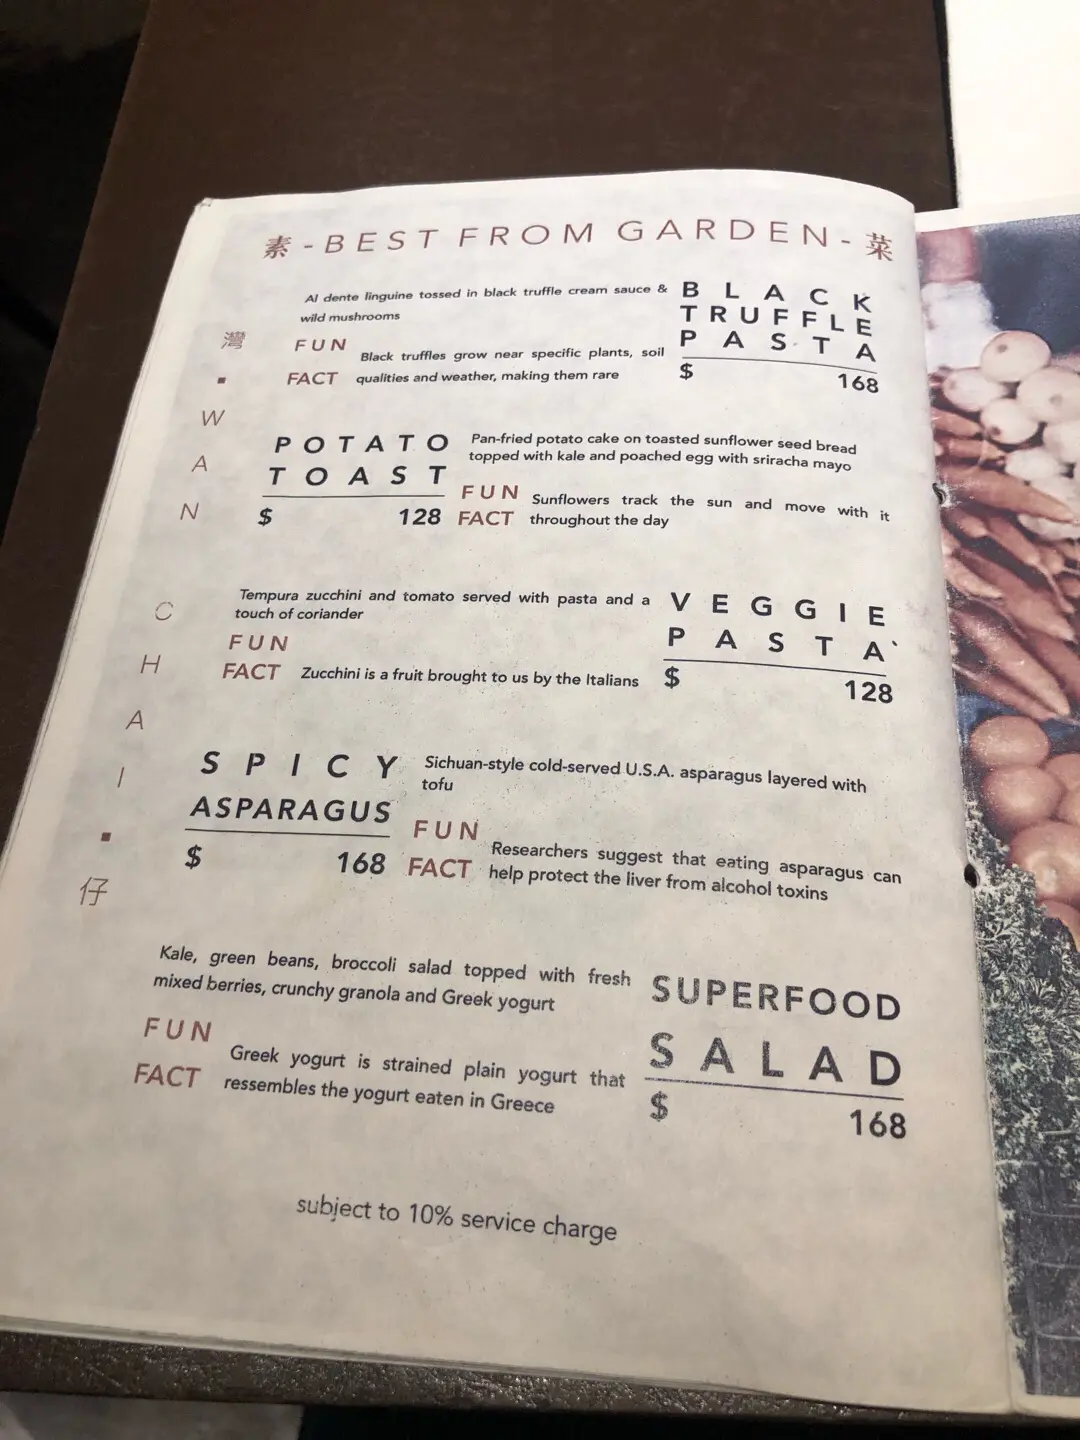 素 -BEST FROM GARDEN- 菜
Al dente linguine tossed in black truffle cream sauce &
wild mushrooms
FUN
FACT
Black truffles grow near specific plants, soil
qualities and weather, making them rare
BLACK
TRUFFLE
PASTA
$ 168
POTATO
TOAST
$ 128
Pan-fried potato cake on toasted sunflower seed bread
topped with kale and poached egg with sriracha mayo
FUN
FACT
Sunflowers track the sun and move with it
throughout the day
Tempura zucchini and tomato served with pasta and a
touch of coriander
FUN
FACT
Zucchini is a fruit brought to us by the Italians
VEGGIE
PASTA
$ 128
SPICY
ASPARAGUS
$ 168
Sichuan-style cold-served U.S.A. asparagus layered with
tofu
FUN
FACT
Researchers suggest that eating asparagus can
help protect the liver from alcohol toxins
Kale, green beans, broccoli salad topped with fresh
mixed berries, crunchy granola and Greek yogurt
FUN
FACT
Greek yogurt is strained plain yogurt that
ressembles the yogurt eaten in Greece
SUPERFOOD
SALAD
$ 168
subject to 10% service charge
灣 ▪ WAN CHAI ▪ 仔